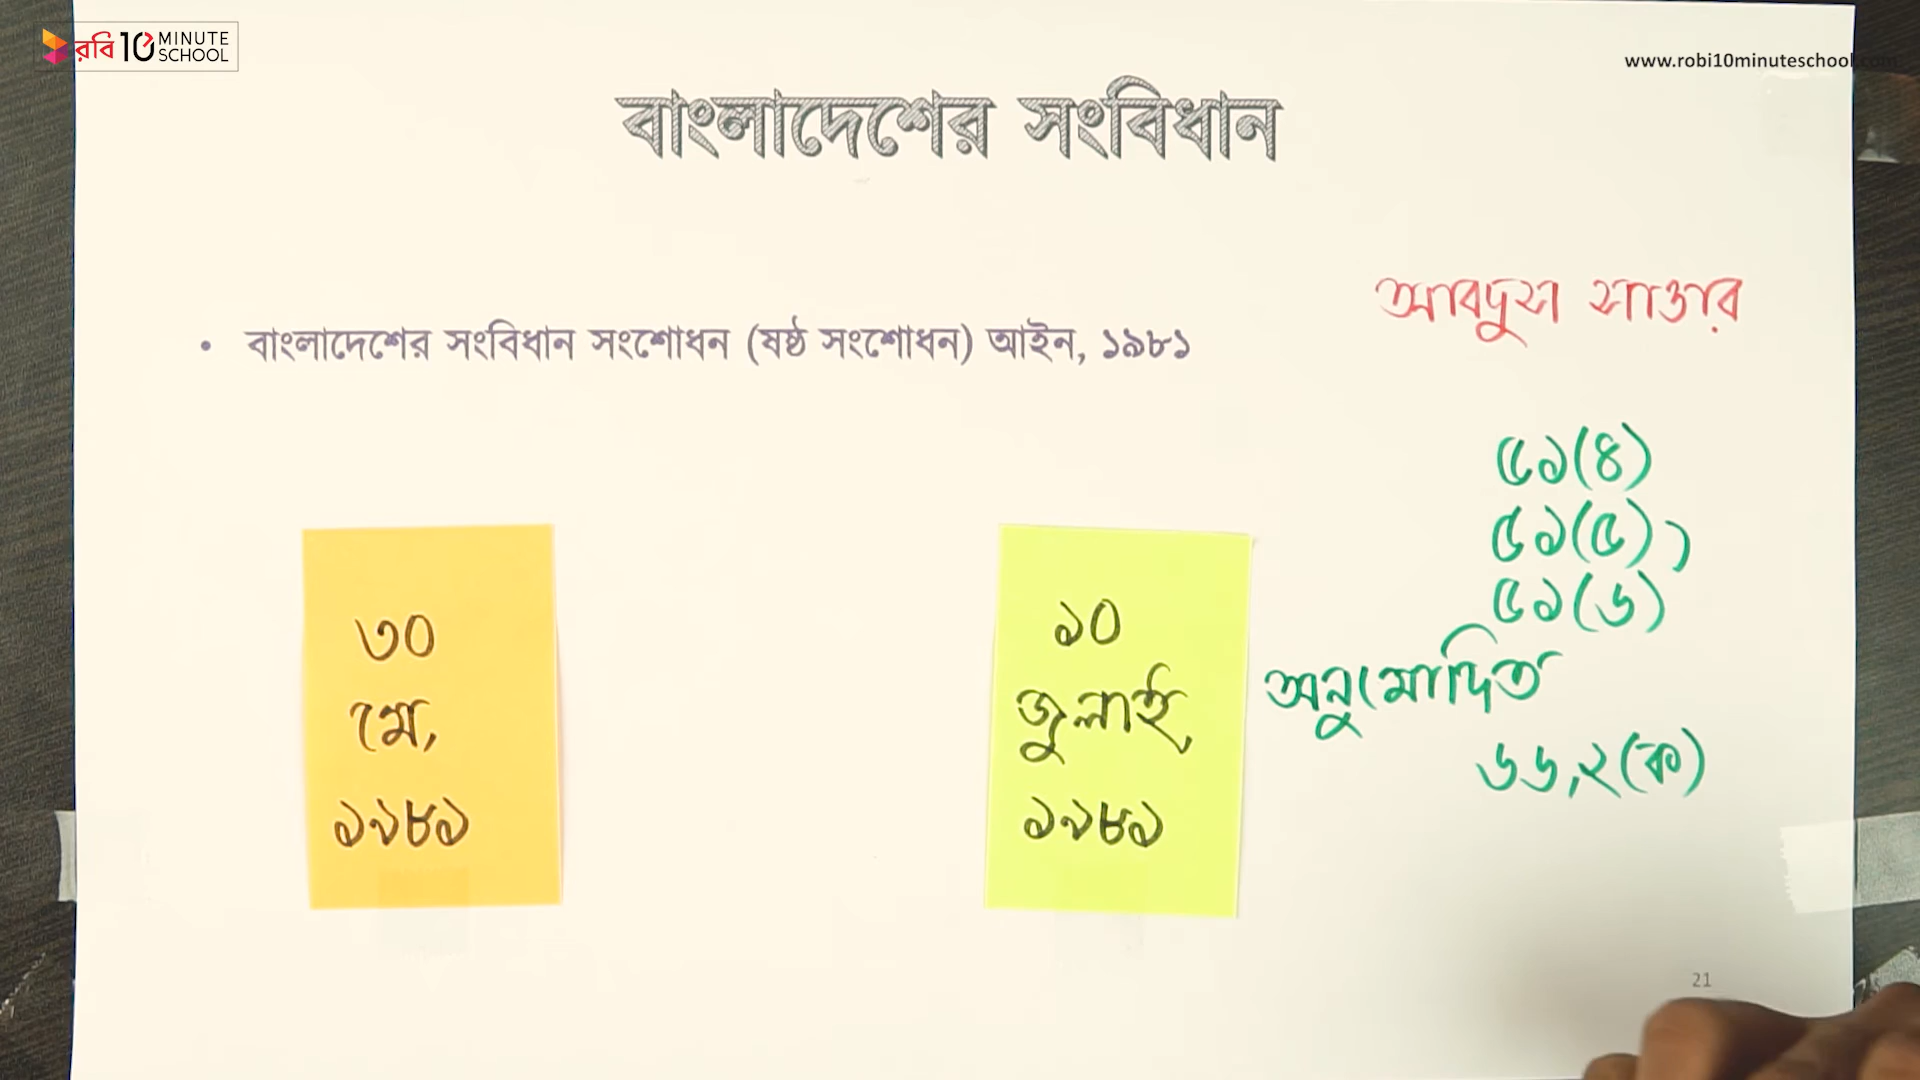 রবি 10 MINUTE SCHOOL
www.robi10minuteschool.com
বাংলাদেশের সংবিধান
আবদুস সাত্তার
• বাংলাদেশের সংবিধান সংশোধন (ষষ্ঠ সংশোধন) আইন, ১৯৮১
৫১(৪)
৫১(৫),
৫১(৬)
৩০
মে,
১৯৮১
১০
জুলাই,
১৯৮১
অনুমোদিত
৬৬,২(ক)
21